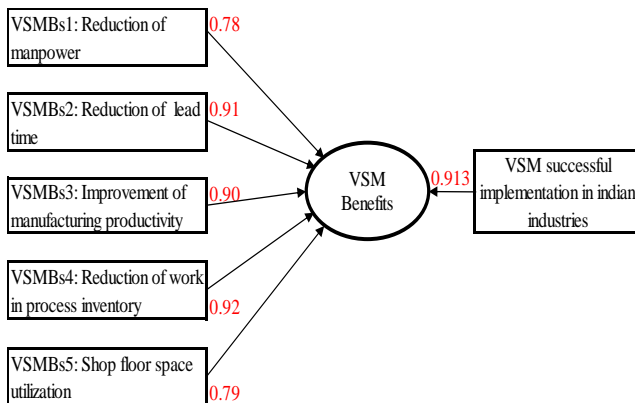 VSMBs1: Reduction of
manpower
0.78
VSMBs2: Reduction of lead
time
0.91
VSMBs3: Improvement of
manufacturing productivity
0.90
VSMBs4: Reduction of work
in process inventory
0.92
VSMBs5: Shop floor space
utilization
0.79
VSM
Benefits
0.913
VSM successful
implementation in indian
industries